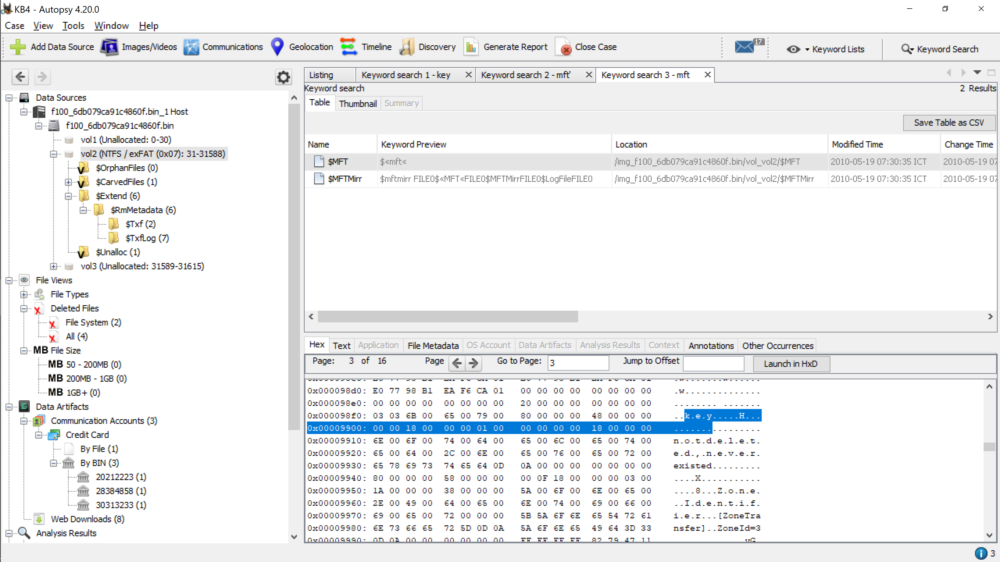 KB4 - Autopsy 4.20.0
Case View Tools Window Help
Add Data Source Images/Videos Communications Geolocation Timeline Discovery Generate Report Close Case 17 Keyword Lists Keyword Search
Data Sources
f100_6db079ca91c4860f.bin_1 Host
f100_6db079ca91c4860f.bin
vol1 (Unallocated: 0-30)
vol2 (NTFS / exFAT (0x07): 31-31588)
$OrphanFiles (0)
$CarvedFiles (1)
$Extend (6)
$RmMetadata (6)
$Txf (2)
$TxfLog (7)
$Unalloc (1)
vol3 (Unallocated: 31589-31615)
File Views
File Types
Deleted Files
File System (2)
All (4)
MB File Size
MB 50 - 200MB (0)
MB 200MB - 1GB (0)
MB 1GB+ (0)
Data Artifacts
Communication Accounts (3)
Credit Card
By File (1)
By BIN (3)
20212223 (1)
28384858 (1)
30313233 (1)
Web Downloads (8)
Analysis Results
Listing Keyword search 1 - key Keyword search 2 - mft' Keyword search 3 - mft
Keyword search 2 Results
Table Thumbnail Summary
Save Table as CSV
Name Keyword Preview Location Modified Time Change Time
$MFT $«mft« /img_f100_6db079ca91c4860f.bin/vol_vol2/$MFT 2010-05-19 07:30:35 ICT 2010-05-19 07
$MFTMirr $mftmirr FILE0$«MFT«FILE0$MFTMirrFILE0$LogFileFILE0 /img_f100_6db079ca91c4860f.bin/vol_vol2/$MFTMirr 2010-05-19 07:30:35 ICT 2010-05-19 07
Hex Text Application File Metadata OS Account Data Artifacts Analysis Results Context Annotations Other Occurrences
Page: 3 of 16 Page Go to Page: 3 Jump to Offset Launch in HxD
0x000098d0: E0 77 98 B1 EA F6 CA 01 00 00 00 00 00 00 00 00 .w..............
0x000098e0: 00 00 00 00 00 00 00 00 20 00 00 00 00 00 00 00 ........ .......
0x000098f0: 03 03 6B 00 65 00 79 00 80 00 00 00 48 00 00 00 ..k.e.y.....H...
0x00009900: 00 00 18 00 00 00 01 00 00 00 00 00 18 00 00 00 ................
0x00009910: 6E 00 6F 00 74 00 64 00 65 00 6C 00 65 00 74 00 n.o.t.d.e.l.e.t.
0x00009920: 65 00 64 00 2C 00 6E 00 65 00 76 00 65 00 72 00 e.d.,.n.e.v.e.r.
0x00009930: 65 78 69 73 74 65 64 0D 0A 00 00 00 00 00 00 00 existed.........
0x00009940: 80 00 00 00 58 00 00 00 00 0F 18 00 00 00 03 00 ....X...........
0x00009950: 1A 00 00 00 38 00 00 00 5A 00 6F 00 6E 00 65 00 ....8...Z.o.n.e.
0x00009960: 2E 00 49 00 64 00 65 00 6E 00 74 00 69 00 66 00 ..I.d.e.n.t.i.f.
0x00009970: 69 00 65 00 72 00 00 00 5B 5A 6F 6E 65 54 72 61 i.e.r...[ZoneTra
0x00009980: 6E 73 66 65 72 5D 0D 0A 5A 6F 6E 65 49 64 3D 33 nsfer]..ZoneId=3
0x00009990: 0D 0A 00 00 00 00 00 00 FF FF FF FF 82 79 47 11
3